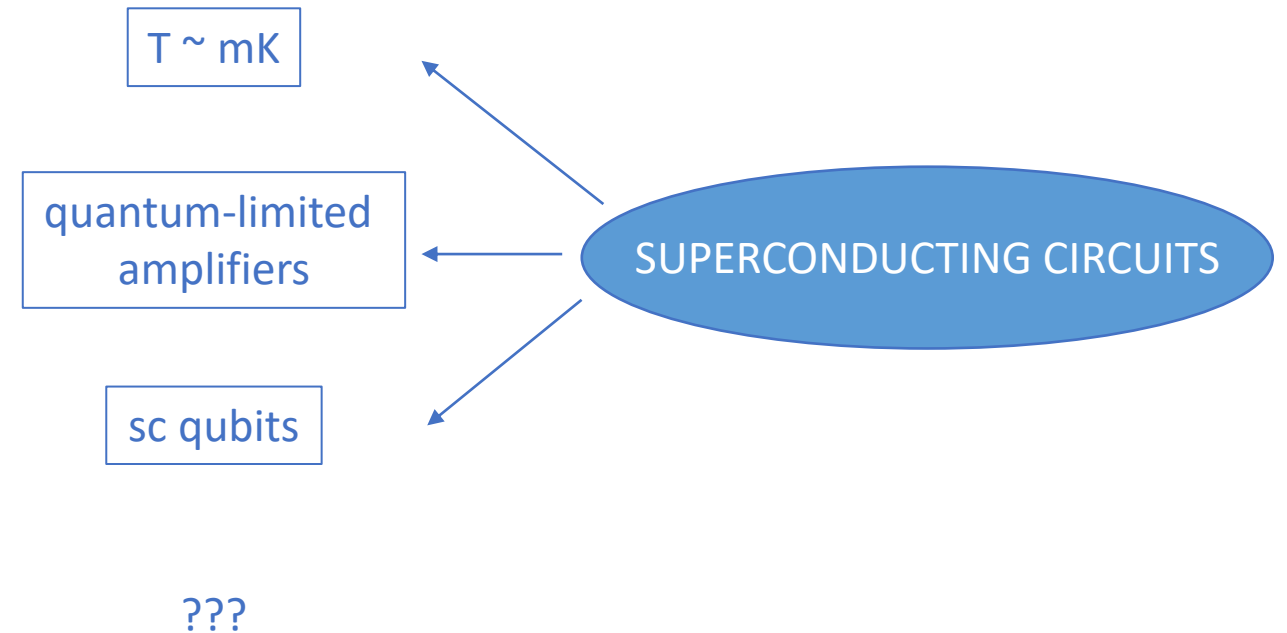 T ~ mK
quantum-limited
amplifiers
SUPERCONDUCTING CIRCUITS
sc qubits
???